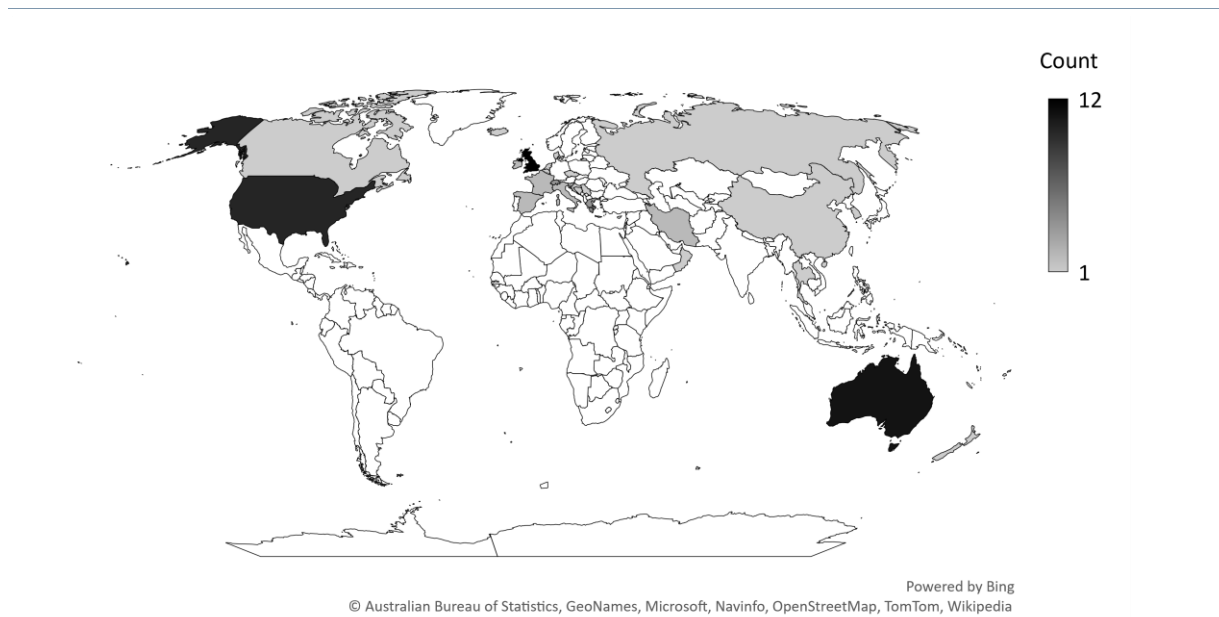 Count
12
1
Powered by Bing
© Australian Bureau of Statistics, GeoNames, Microsoft, Navinfo, OpenStreetMap, TomTom, Wikipedia